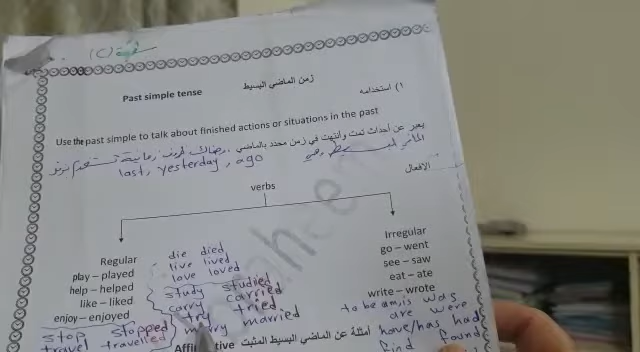 زمن الماضي البسيط
Past simple tense
١) استخدامه
Use the past simple to talk about finished actions or situations in the past
يعبر عن أحداث تمت وأنتهت في زمن محدد بالماضي
last, yesterday, ago
الافعال
verbs
Regular
play – played
help – helped
like – liked
enjoy – enjoyed
stop stopped
travel travelled
die died
live lived
love loved
study studied
carry carried
try tried
marry married
Irregular
go – went
see – saw
eat – ate
write – wrote
to be am, is was
are were
have/has had
find found
أمثلة عن الماضي البسيط المثبت